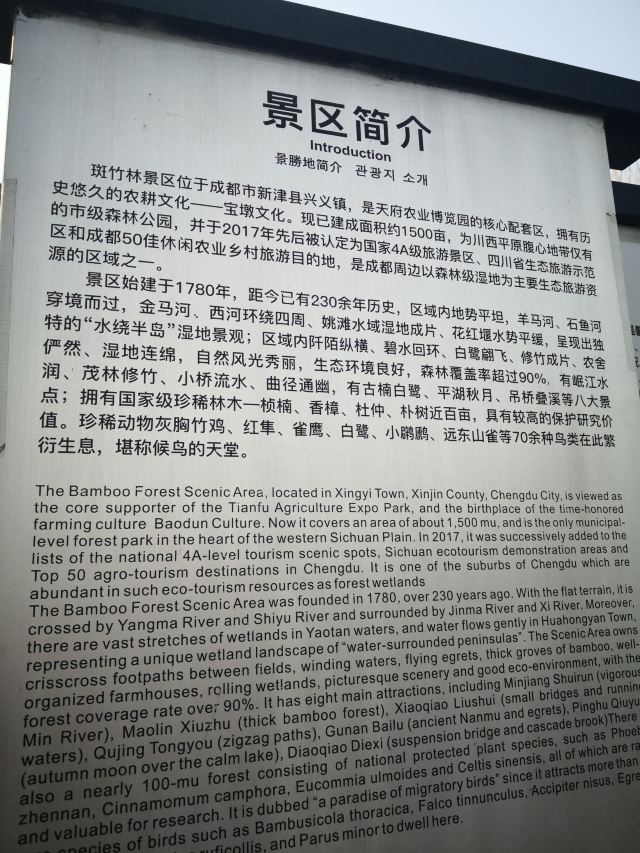 景区简介
Introduction
景勝地简介 관광지 소개
斑竹林景区位于成都市新津县兴义镇，是天府农业博览园的核心配套区，拥有历
史悠久的农耕文化——宝墩文化。现已建成面积约1500亩，为川西平原腹心地带仅有
的市级森林公园，并于2017年先后被认定为国家4A级旅游景区、四川省生态旅游示范
区和成都50佳休闲农业乡村旅游目的地，是成都周边以森林级湿地为主要生态旅游资
源的区域之一。
景区始建于1780年，距今已有230余年历史，区域内地势平坦，羊马河、石鱼河
穿境而过，金马河、西河环绕四周、姚滩水域湿地成片、花红堰水势平缓，呈现出独
特的“水绕半岛”湿地景观；区域内阡陌纵横、碧水回环、白鹭翩飞、修竹成片、农舍
俨然、湿地连绵，自然风光秀丽，生态环境良好，森林覆盖率超过90%，有岷江水
润、茂林修竹、小桥流水、曲径通幽，有古楠白鹭、平湖秋月、吊桥叠溪等八大景
点；拥有国家级珍稀林木—桢楠、香樟、杜仲、朴树近百亩，具有较高的保护研究价
值。珍稀动物灰胸竹鸡、红隼、雀鹰、白鹭、小鸊鷉、远东山雀等70余种鸟类在此繁
衍生息，堪称候鸟的天堂。
The Bamboo Forest Scenic Area, located in Xingyi Town, Xinjin County, Chengdu City, is viewed as
the core supporter of the Tianfu Agriculture Expo Park, and the birthplace of the time-honored
farming culture Baodun Culture. Now it covers an area of about 1,500 mu, and is the only municipal-
level forest park in the heart of the western Sichuan Plain. In 2017, it was successively added to the
lists of the national 4A-level tourism scenic spots, Sichuan ecotourism demonstration areas and
Top 50 agro-tourism destinations in Chengdu. It is one of the suburbs of Chengdu which are
abundant in such eco-tourism resources as forest wetlands
The Bamboo Forest Scenic Area was founded in 1780, over 230 years ago. With the flat terrain, it is
crossed by Yangma River and Shiyu River and surrounded by Jinma River and Xi River. Moreover,
there are vast stretches of wetlands in Yaotan waters, and water flows gently in Huahongyan Town,
representing a unique wetland landscape of "water-surrounded peninsulas". The Scenic Area owns
crisscross footpaths between fields, winding waters, flying egrets, thick groves of bamboo, well-
organized farmhouses, rolling wetlands, picturesque scenery and good eco-environment, with the
forest coverage rate over 90%. It has eight main attractions, including Minjiang Shuirun (vigorous
Min River), Maolin Xiuzhu (thick bamboo forest), Xiaoqiao Liushui (small bridges and running
waters), Qujing Tongyou (zigzag paths), Gunan Bailu (ancient Nanmu and egrets), Pinghu Qiuyu
(autumn moon over the calm lake), Diaoqiao Diexi (suspension bridge and cascade brook)There
also a nearly 100-mu forest consisting of national protected plant species, such as Phoeb
zhennan, Cinnamomum camphora, Eucommia ulmoides and Celtis sinensis, all of which are ra
and valuable for research. It is dubbed "a paradise of migratory birds" since it attracts more than
species of birds such as Bambusicola thoracica, Falco tinnunculus, Accipiter nisus, Egre
ruficollis, and Parus minor to dwell here.